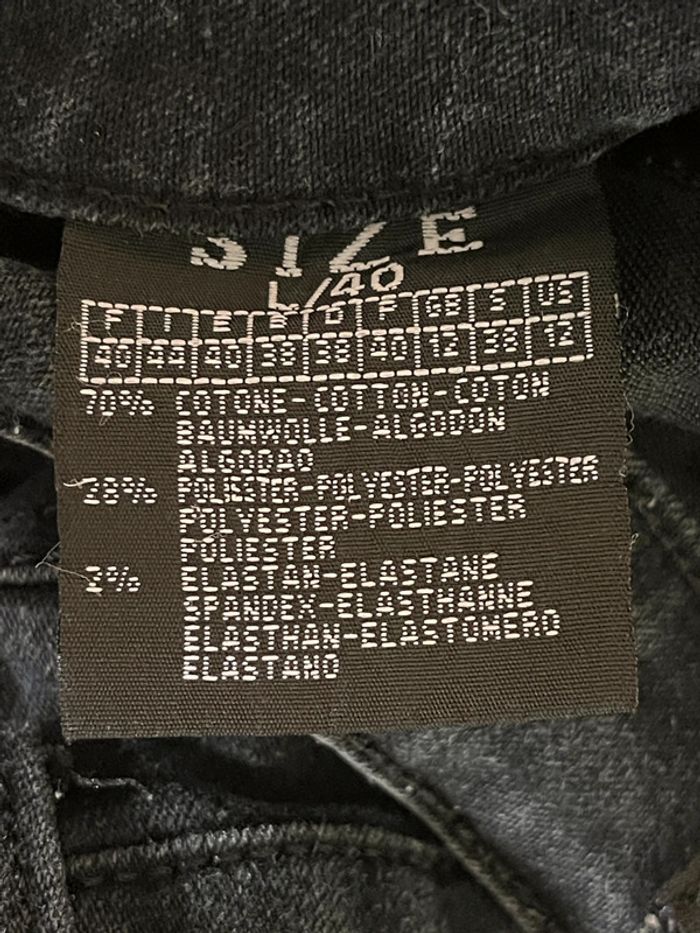 SIZE
L/40
F I E B D P GB S US
40 44 40 38 38 40 12 38 12
70% COTONE-COTTON-COTON
BAUMWOLLE-ALGODON
ALGODAO
28% POLIESTER-POLYESTER-POLYESTER
POLYESTER-POLIESTER
POLIESTER
2% ELASTAN-ELASTANE
SPANDEX-ELASTHANNE
ELASTHAN-ELASTOMERO
ELASTANO